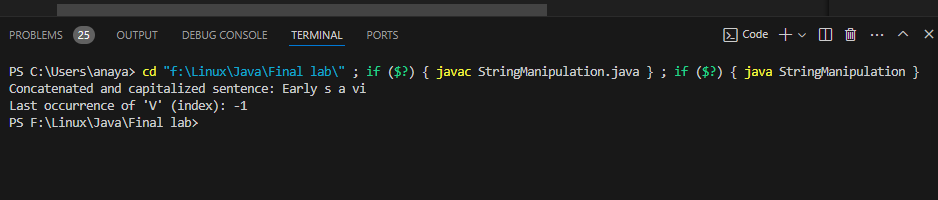 PROBLEMS 25 OUTPUT DEBUG CONSOLE TERMINAL PORTS Code
PS C:\Users\anaya> cd "f:\Linux\Java\Final lab\" ; if ($?) { javac StringManipulation.java } ; if ($?) { java StringManipulation }
Concatenated and capitalized sentence: Early s a vi
Last occurrence of 'V' (index): -1
PS F:\Linux\Java\Final lab>